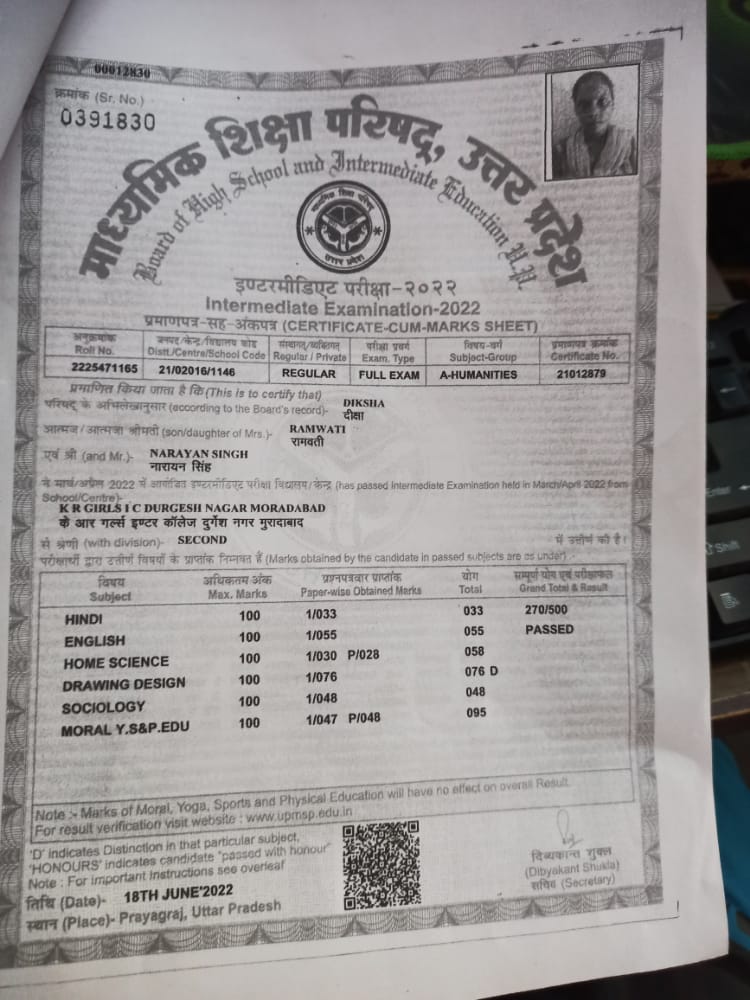 00012830
क्रमांक (Sr. No.)
0391830
माध्यमिक शिक्षा परिषद्, उत्तर प्रदेश
Board of High School and Intermediate Education U.P.
माध्यमिक शिक्षा परिषद
उत्तर प्रदेश
इण्टरमीडिएट परीक्षा-२०२२
Intermediate Examination-2022
प्रमाणपत्र-सह-अंकपत्र (CERTIFICATE-CUM-MARKS SHEET)
अनुक्रमांक जनपद/केन्द्र/विद्यालय कोड संस्थागत/व्यक्तिगत परीक्षा प्रवर्ग विषय-वर्ग प्रमाणपत्र क्रमांक
Roll No. Distt./Centre/School Code Regular / Private Exam. Type Subject-Group Certificate No.
2225471165 21/02016/1146 REGULAR FULL EXAM A-HUMANITIES 21012879
प्रमाणित किया जाता है कि (This is to certify that)
परिषद् के अभिलेखानुसार (according to the Board's record)- DIKSHA
दीक्षा
आत्मज / आत्मजा श्रीमती (son/daughter of Mrs.)- RAMWATI
रामवती
एवं श्री (and Mr.)- NARAYAN SINGH
नारायन सिंह
ने मार्च/अप्रैल 2022 में आयोजित इण्टरमीडिएट परीक्षा विद्यालय/केन्द्र (has passed Intermediate Examination held in March/April 2022 from
School/Centre)-
K R GIRLS I C DURGESH NAGAR MORADABAD
के आर गर्ल्स इण्टर कॉलेज दुर्गेश नगर मुरादाबाद
से श्रेणी (with division)- SECOND में उत्तीर्ण की है।
परीक्षार्थी द्वारा उत्तीर्ण विषयों के प्राप्तांक निम्नवत हैं (Marks obtained by the candidate in passed subjects are as under) :-
विषय अधिकतम अंक प्रश्नपत्रवार प्राप्तांक योग सम्पूर्ण योग एवं परीक्षाफल
Subject Max. Marks Paper-wise Obtained Marks Total Grand Total & Result
HINDI 100 1/033 033 270/500
ENGLISH 100 1/055 055 PASSED
HOME SCIENCE 100 1/030 P/028 058
DRAWING DESIGN 100 1/076 076 D
SOCIOLOGY 100 1/048 048
MORAL Y.S&P.EDU 100 1/047 P/048 095
Note :- Marks of Moral, Yoga, Sports and Physical Education will have no effect on overall Result.
For result verification visit website : www.upmsp.edu.in
'D' indicates Distinction in that particular subject.
'HONOURS' indicates candidate "passed with honour"
Note : For important Instructions see overleaf
तिथि (Date)- 18TH JUNE'2022
स्थान (Place)- Prayagraj, Uttar Pradesh
दिव्यकान्त शुक्ल
(Dibyakant Shukla)
सचिव (Secretary)
Enter
Shift